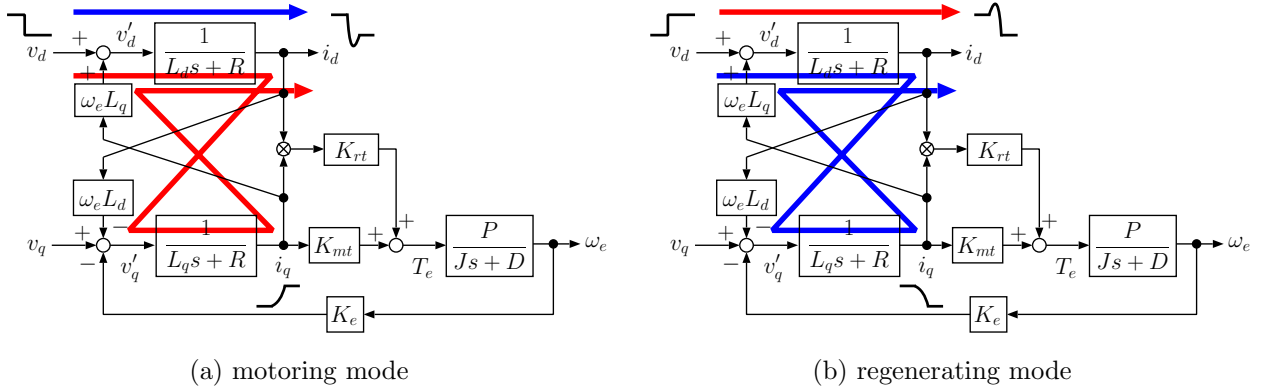 v_d + v′_d 1 / (L_d s + R) i_d
+
ω_e L_q
K_rt
ω_e L_d
+ − +
v_q + 1 / (L_q s + R) K_mt + P / (Js + D) ω_e
− v′_q i_q T_e
K_e
(a) motoring mode
v_d + v′_d 1 / (L_d s + R) i_d
+
ω_e L_q
K_rt
ω_e L_d
+ − +
v_q + 1 / (L_q s + R) K_mt + P / (Js + D) ω_e
− v′_q i_q T_e
K_e
(b) regenerating mode